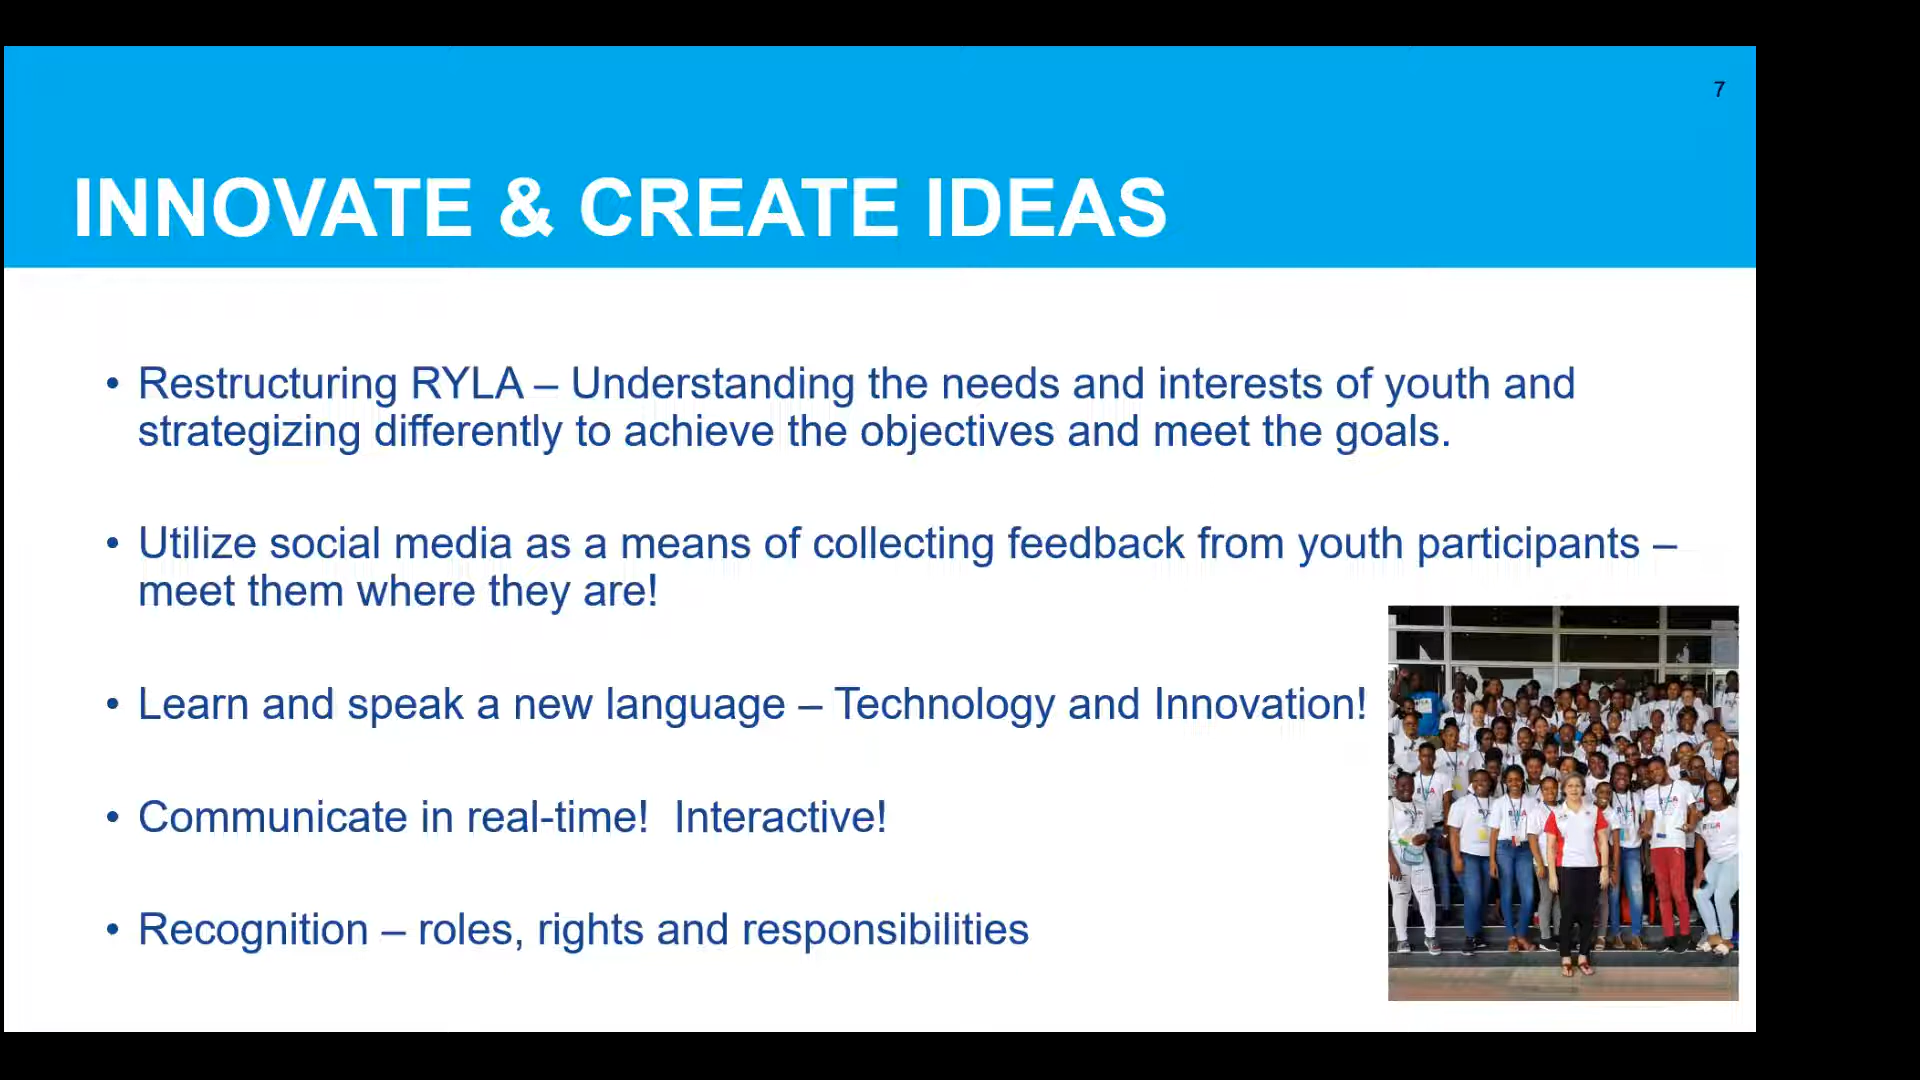 7
INNOVATE & CREATE IDEAS
• Restructuring RYLA – Understanding the needs and interests of youth and
strategizing differently to achieve the objectives and meet the goals.
• Utilize social media as a means of collecting feedback from youth participants –
meet them where they are!
• Learn and speak a new language – Technology and Innovation!
• Communicate in real-time!  Interactive!
• Recognition – roles, rights and responsibilities